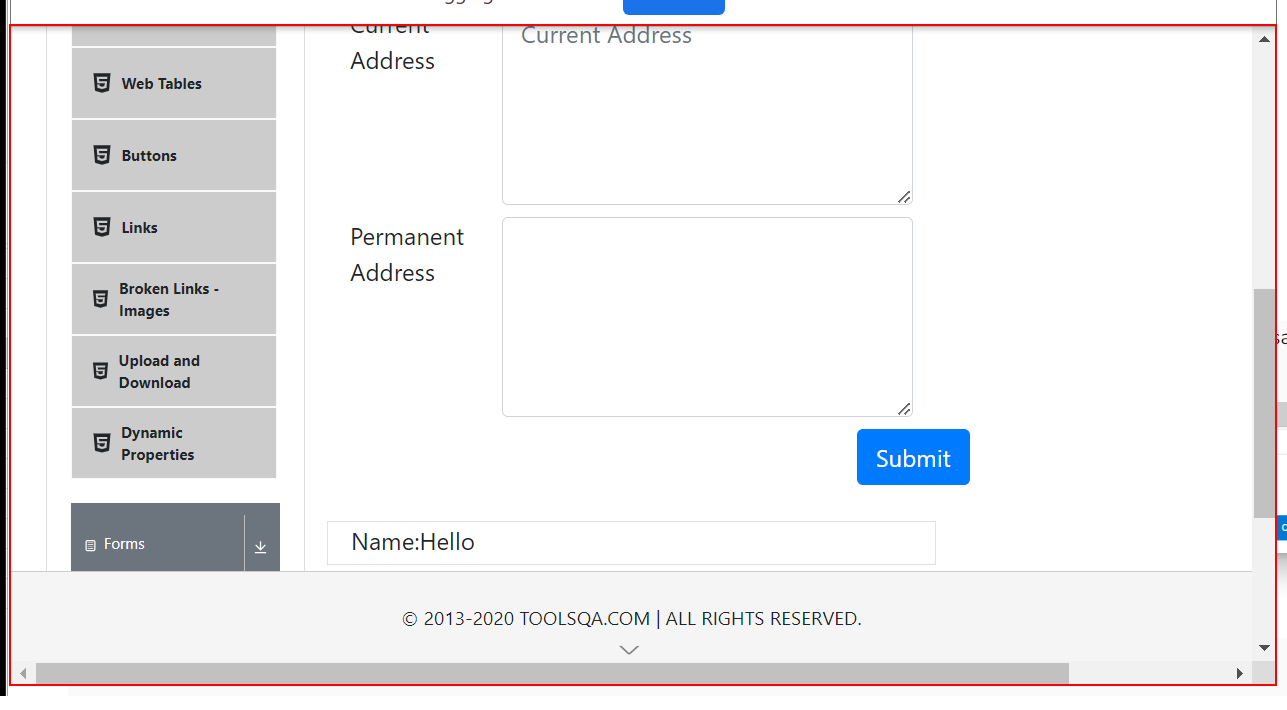 Current
Address
Current Address
Web Tables
Buttons
Links
Broken Links -
Images
Upload and
Download
Dynamic
Properties
Permanent
Address
Submit
Forms
Name:Hello
© 2013-2020 TOOLSQA.COM | ALL RIGHTS RESERVED.